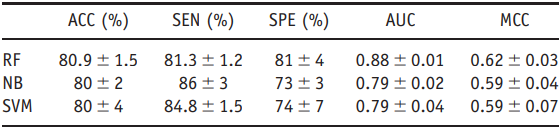 ACC (%) SEN (%) SPE (%) AUC MCC
RF 80.9 ± 1.5 81.3 ± 1.2 81 ± 4 0.88 ± 0.01 0.62 ± 0.03
NB 80 ± 2 86 ± 3 73 ± 3 0.79 ± 0.02 0.59 ± 0.04
SVM 80 ± 4 84.8 ± 1.5 74 ± 7 0.79 ± 0.04 0.59 ± 0.07